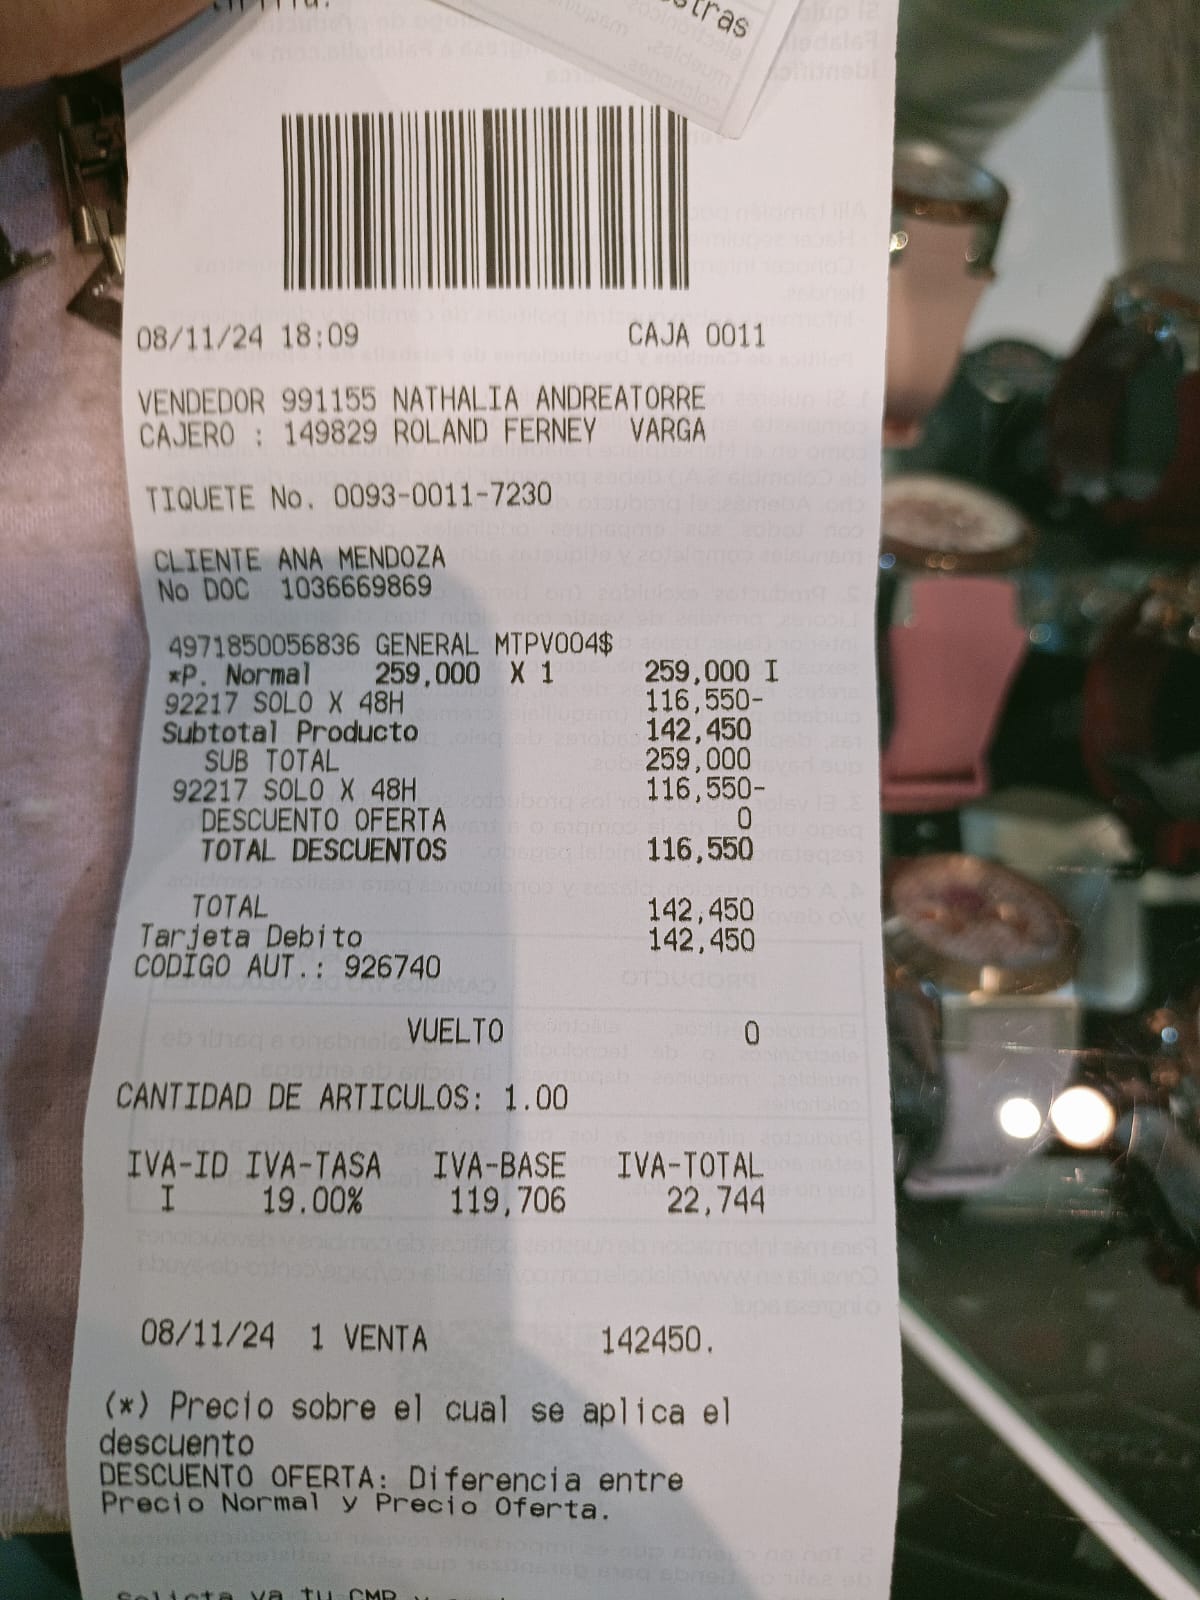 stras
08/11/24 18:09 CAJA 0011
VENDEDOR 991155 NATHALIA ANDREATORRE
CAJERO : 149829 ROLAND FERNEY VARGA
TIQUETE No. 0093-0011-7230
CLIENTE ANA MENDOZA
No DOC 1036669869
4971850056836 GENERAL MTPV004$
*P. Normal 259,000 X 1 259,000 I
92217 SOLO X 48H 116,550-
Subtotal Producto 142,450
SUB TOTAL 259,000
92217 SOLO X 48H 116,550-
DESCUENTO OFERTA 0
TOTAL DESCUENTOS 116,550
TOTAL 142,450
Tarjeta Debito 142,450
CODIGO AUT.: 926740
VUELTO 0
CANTIDAD DE ARTICULOS: 1.00
IVA-ID IVA-TASA IVA-BASE IVA-TOTAL
I 19.00% 119,706 22,744
08/11/24 1 VENTA 142450.
(*) Precio sobre el cual se aplica el
descuento
DESCUENTO OFERTA: Diferencia entre
Precio Normal y Precio Oferta.
Solicita ya tu CMR